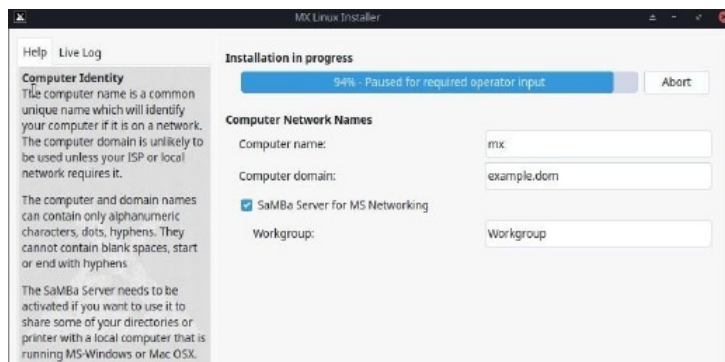 MX Linux Installer
Help Live Log
Computer Identity
The computer name is a common
unique name which will identify
your computer if it is on a network.
The computer domain is unlikely to
be used unless your ISP or local
network requires it.
The computer and domain names
can contain only alphanumeric
characters, dots, hyphens. They
cannot contain blank spaces, start
or end with hyphens
The SaMBa Server needs to be
activated if you want to use it to
share some of your directories or
printer with a local computer that is
running MS-Windows or Mac OSX.
Installation in progress
94% - Paused for required operator input
Abort
Computer Network Names
Computer name: mx
Computer domain: example.dom
SaMBa Server for MS Networking
Workgroup: Workgroup